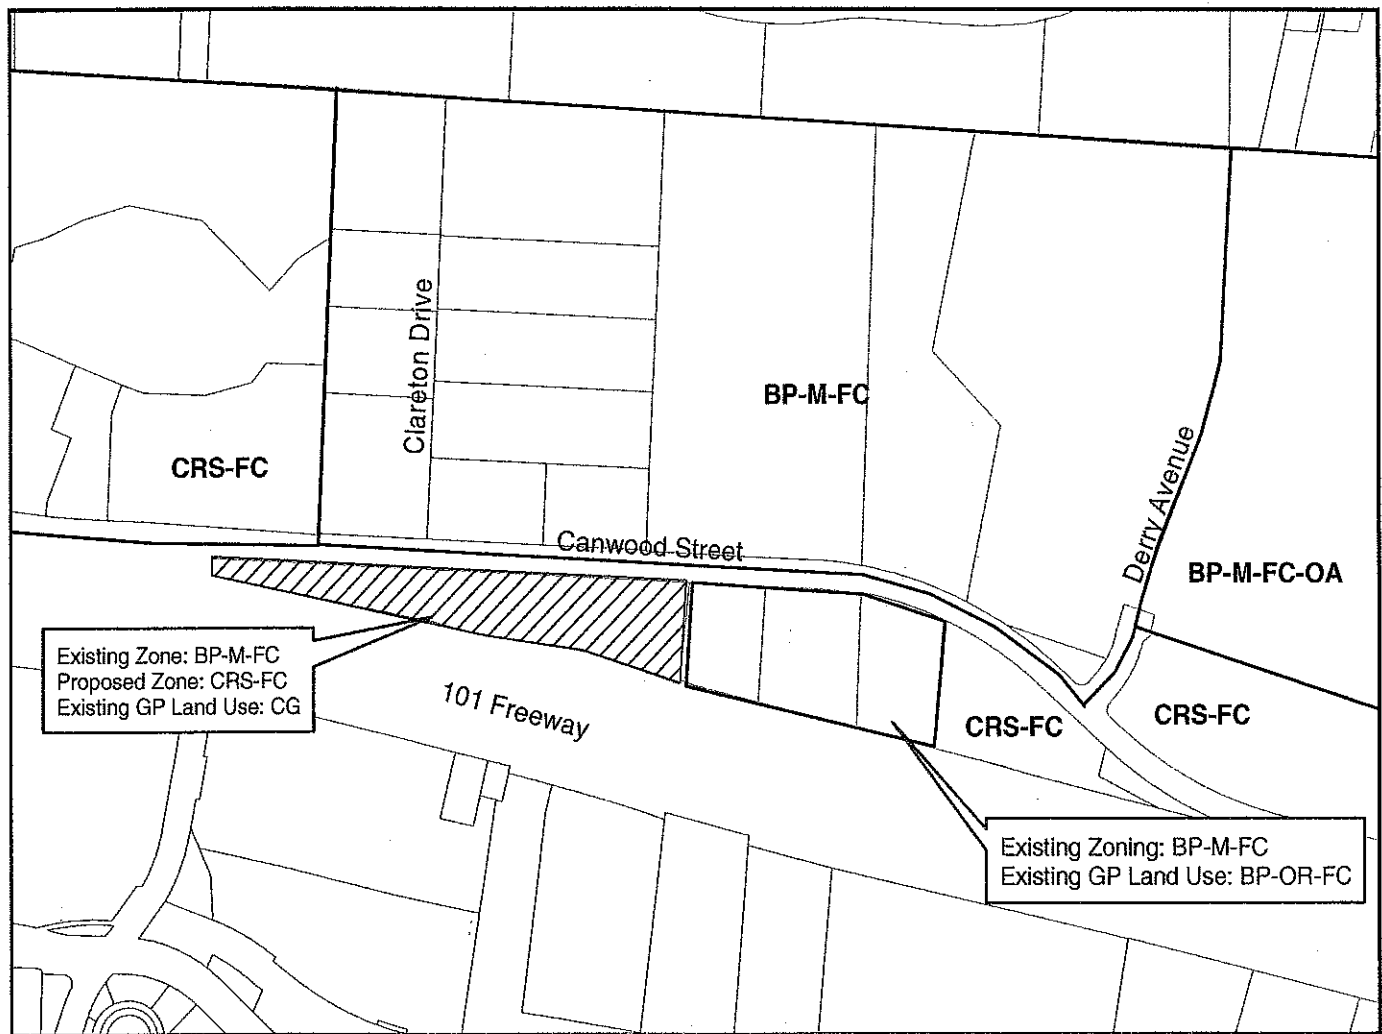 Clareton Drive
BP-M-FC
CRS-FC
Derry Avenue
Canwood Street
BP-M-FC-OA
Existing Zone: BP-M-FC
Proposed Zone: CRS-FC
Existing GP Land Use: CG
101 Freeway
CRS-FC
CRS-FC
Existing Zoning: BP-M-FC
Existing GP Land Use: BP-OR-FC